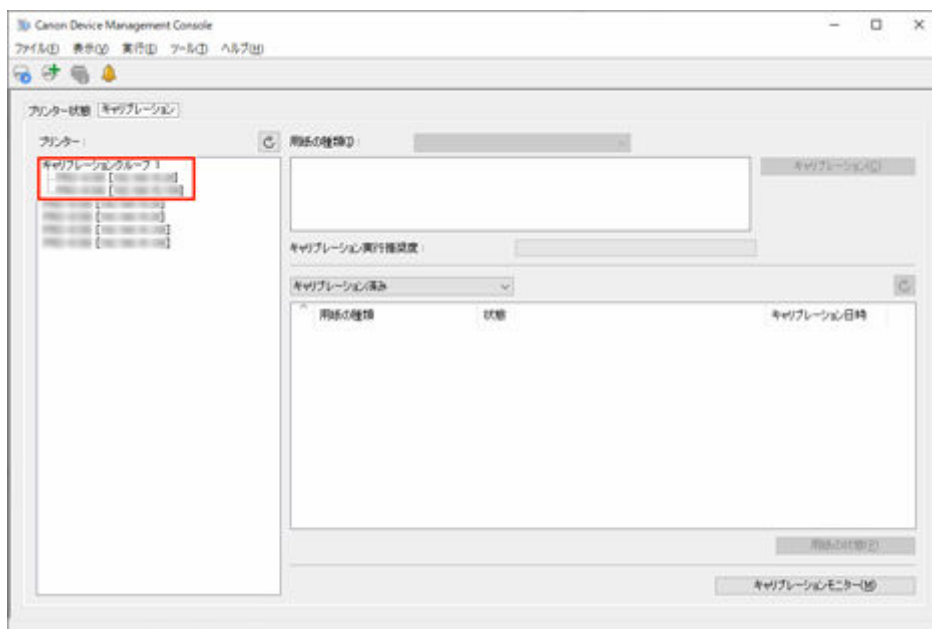 Canon Device Management Console
ファイル(F) 表示(V) 実行(I) ツール(T) ヘルプ(H)
プリンター状態 キャリブレーション
プリンター:
用紙の種類(I):
キャリブレーション(C)
キャリブレーショングループ 1
キャリブレーション実行推奨度:
キャリブレーション済み
用紙の種類 状態 キャリブレーション日時
用紙の状態(P)
キャリブレーションモニター(M)